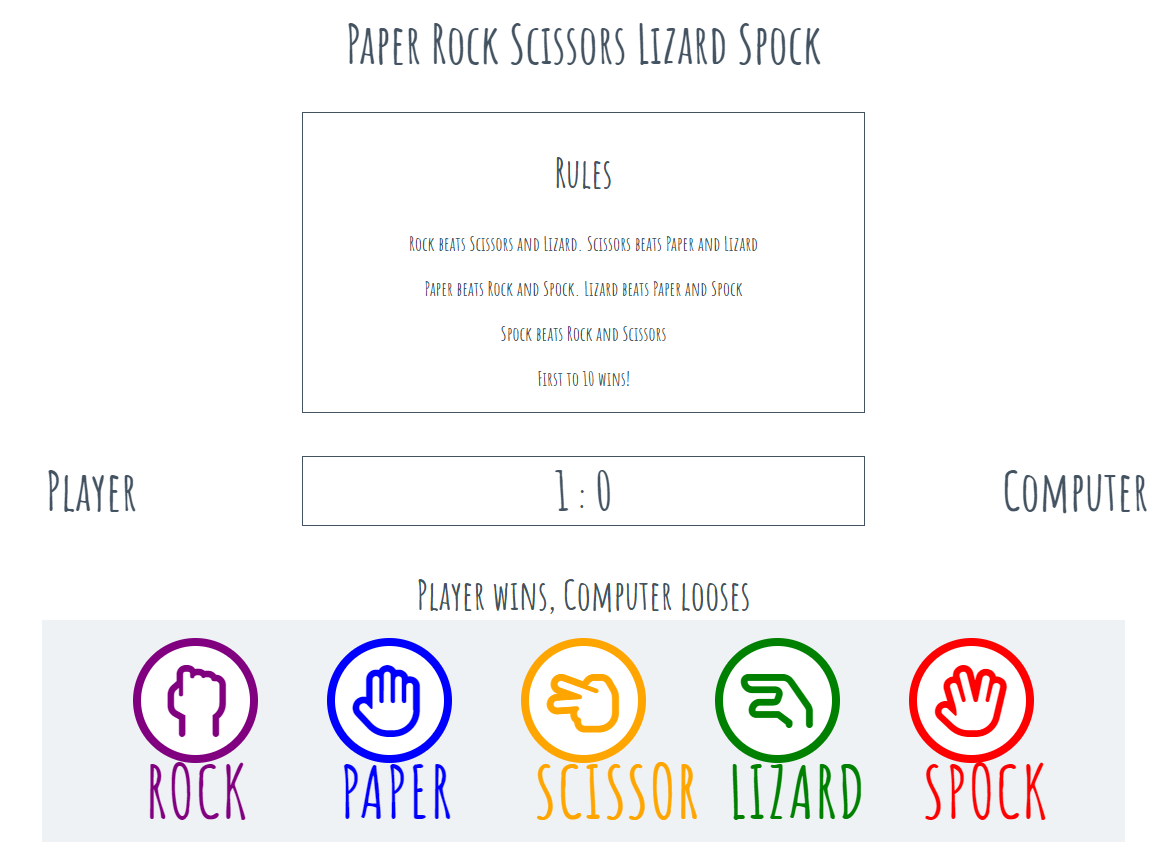 Paper Rock Scissors Lizard Spock
Rules
Rock beats Scissors and Lizard. Scissors beats Paper and Lizard
Paper beats Rock and Spock. Lizard beats Paper and Spock
Spock beats Rock and Scissors
First to 10 wins!
Player
1 : 0
Computer
Player wins, Computer looses
ROCK
PAPER
SCISSOR
LIZARD
SPOCK